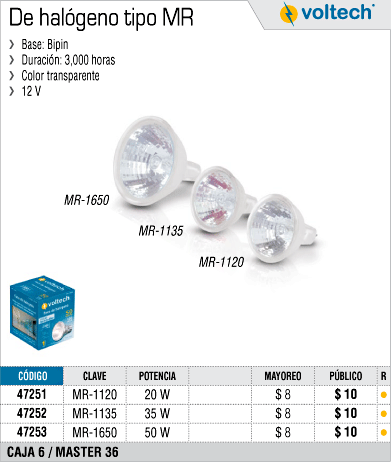 De halógeno tipo MR
voltech®
Base: Bipin
Duración: 3,000 horas
Color transparente
12 V
MR-1650
MR-1135
MR-1120
voltech
CÓDIGO CLAVE POTENCIA MAYOREO PÚBLICO R
47251 MR-1120 20 W $ 8 $ 10
47252 MR-1135 35 W $ 8 $ 10
47253 MR-1650 50 W $ 8 $ 10
CAJA 6 / MASTER 36